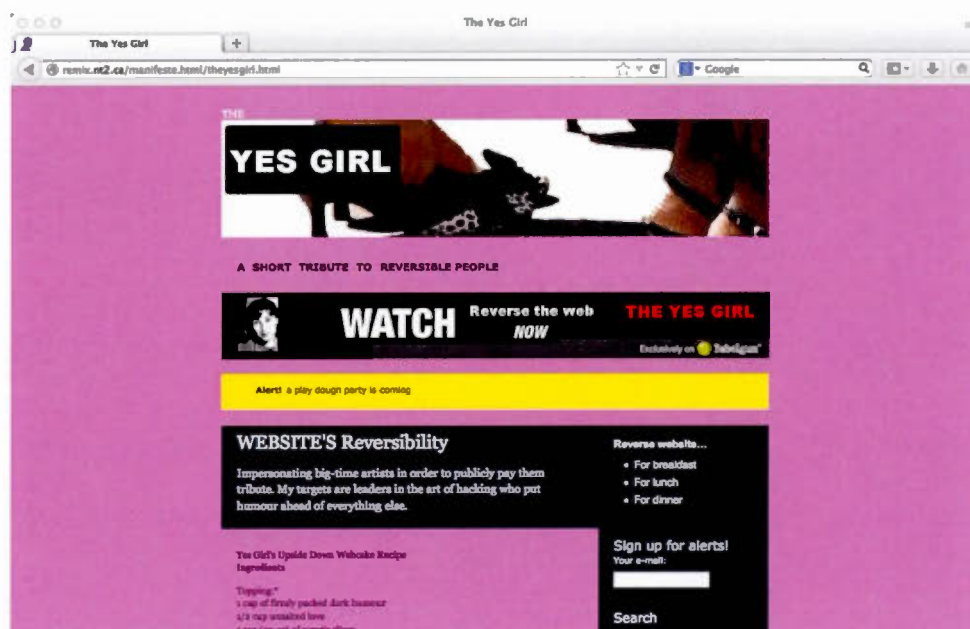 The Yes Girl
The Yes Girl
remix.nt2.ca/manifeste.html/theyesgirl.html
Google
THE
YES GIRL
A SHORT TRIBUTE TO REVERSIBLE PEOPLE
WATCH
Reverse the web
NOW
THE YES GIRL
Exclusively on Babelgum
Alert! a play dough party is coming
WEBSITE'S Reversibility
Impersonating big-time artists in order to publicly pay them
tribute. My targets are leaders in the art of hacking who put
humour ahead of everything else.
Reverse website...
For breakfast
For lunch
For dinner
Sign up for alerts!
Your e-mail:
Search
Yes Girl's Upside Down Webcake Recipe
Ingredients
Topping:*
1 cup of firmly packed dark humour
1/2 cup unsalted love